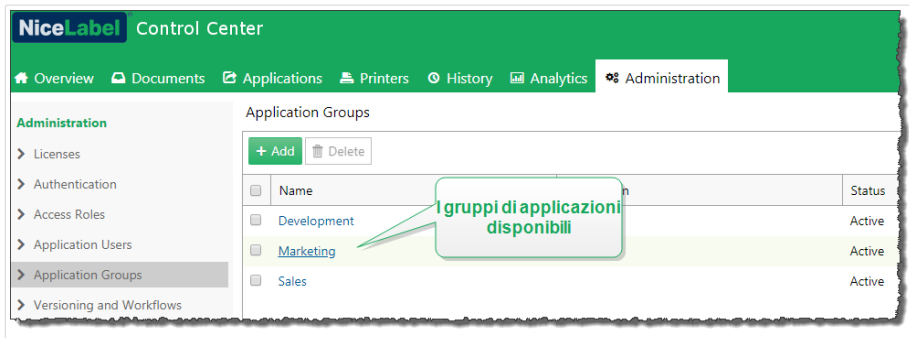 NiceLabel Control Center
Overview Documents Applications Printers History Analytics Administration
Administration
Licenses
Authentication
Access Roles
Application Users
Application Groups
Versioning and Workflows
Application Groups
+ Add Delete
Name Status
Development Active
Marketing Active
Sales Active
I gruppi di applicazioni
disponibili